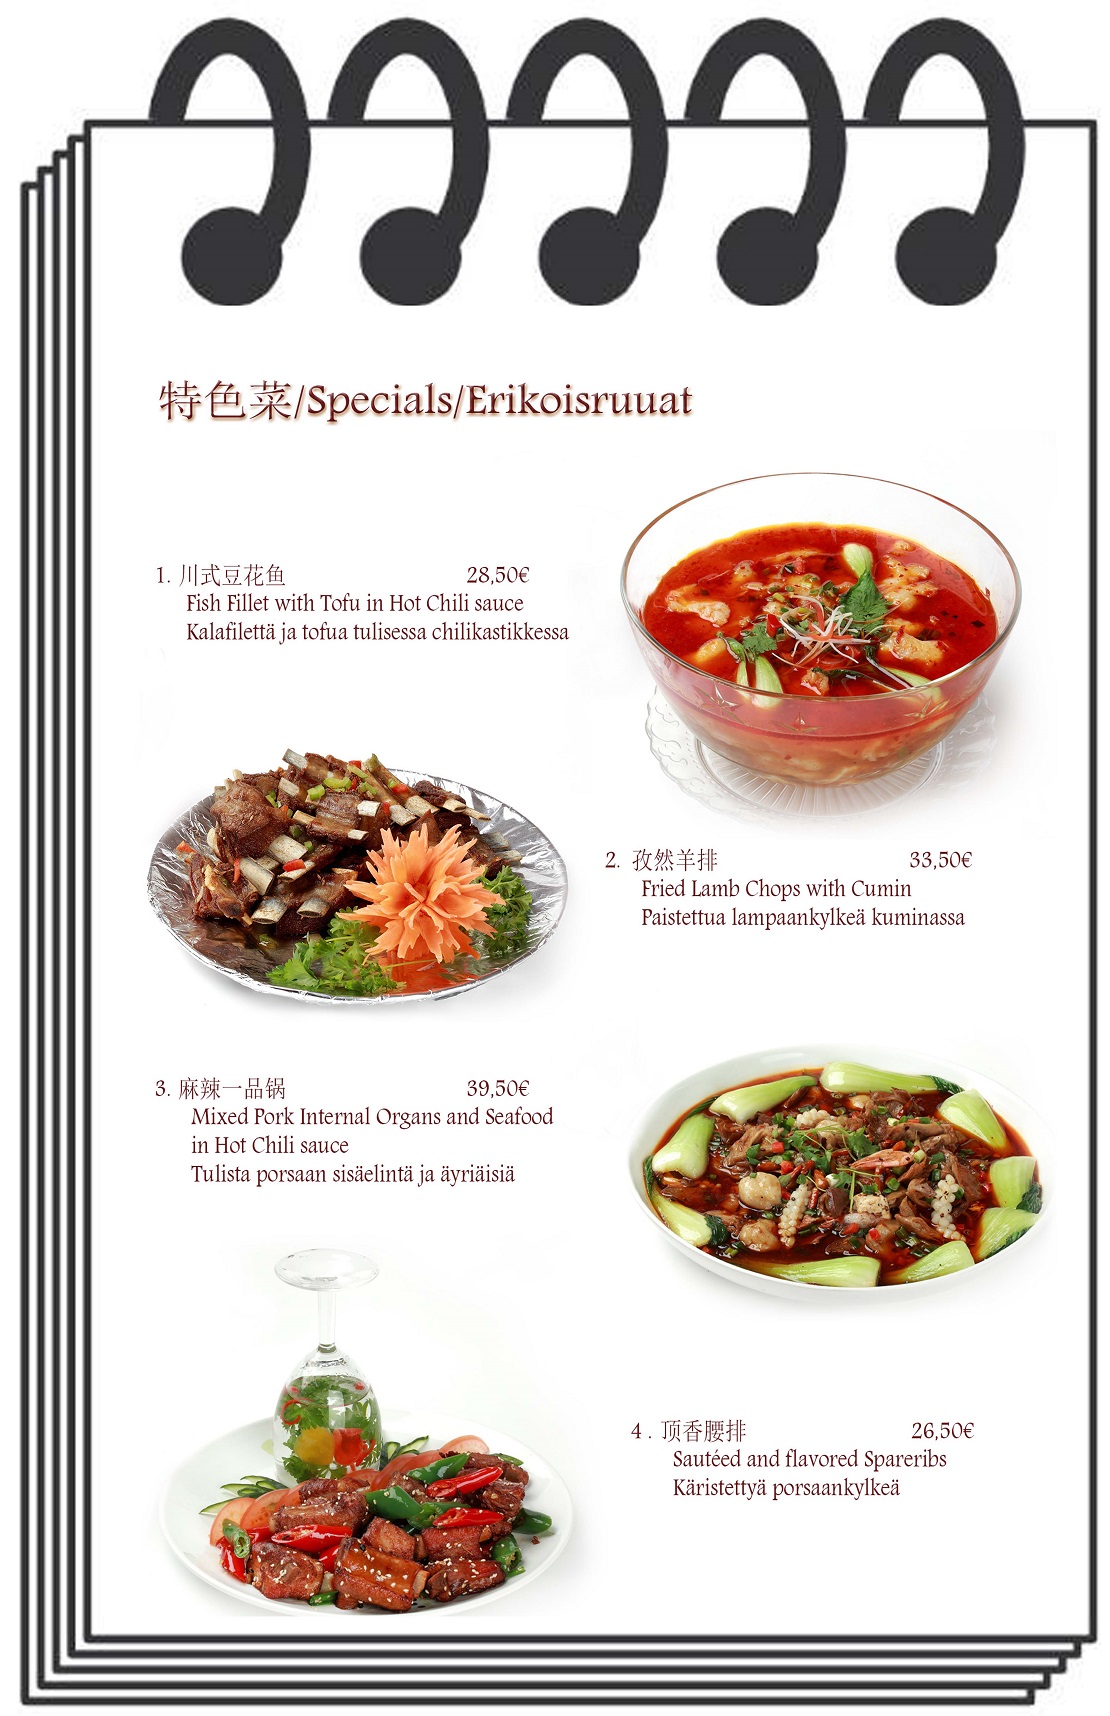 特色菜/Specials/Erikoisruuat
1. 川式豆花鱼 28,50€
Fish Fillet with Tofu in Hot Chili sauce
Kalafilettä ja tofua tulisessa chilikastikkessa
2. 孜然羊排 33,50€
Fried Lamb Chops with Cumin
Paistettua lampaankylkeä kuminassa
3. 麻辣一品锅 39,50€
Mixed Pork Internal Organs and Seafood
in Hot Chili sauce
Tulista porsaan sisäelintä ja äyriäisiä
4 . 顶香腰排 26,50€
Sautéed and flavored Spareribs
Käristettyä porsaankylkeä